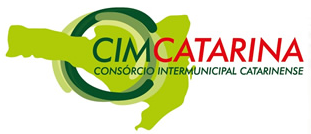 CIMCATARINA
CONSÓRCIO INTERMUNICIPAL CATARINENSE